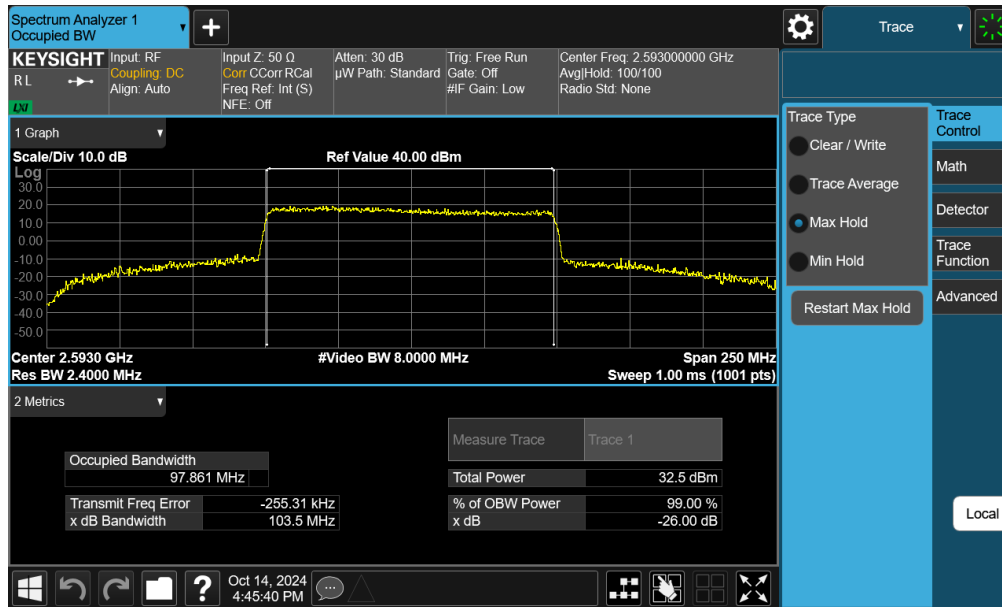 Spectrum Analyzer 1
Occupied BW
Trace
KEYSIGHT
R L
LXI
Input: RF
Coupling: DC
Align: Auto
Input Z: 50 Ω
Corr CCorr RCal
Freq Ref: Int (S)
NFE: Off
Atten: 30 dB
µW Path: Standard
Trig: Free Run
Gate: Off
#IF Gain: Low
Center Freq: 2.593000000 GHz
Avg|Hold: 100/100
Radio Std: None
1 Graph
Scale/Div 10.0 dB
Ref Value 40.00 dBm
Log
30.0
20.0
10.0
0.00
-10.0
-20.0
-30.0
-40.0
-50.0
Center 2.5930 GHz
#Video BW 8.0000 MHz
Span 250 MHz
Res BW 2.4000 MHz
Sweep 1.00 ms (1001 pts)
2 Metrics
Measure Trace
Trace 1
Occupied Bandwidth
97.861 MHz
Total Power
32.5 dBm
Transmit Freq Error
-255.31 kHz
% of OBW Power
99.00 %
x dB Bandwidth
103.5 MHz
x dB
-26.00 dB
Trace Type
Clear / Write
Trace Average
Max Hold
Min Hold
Restart Max Hold
Trace
Control
Math
Detector
Trace
Function
Advanced
Local
?
Oct 14, 2024
4:45:40 PM